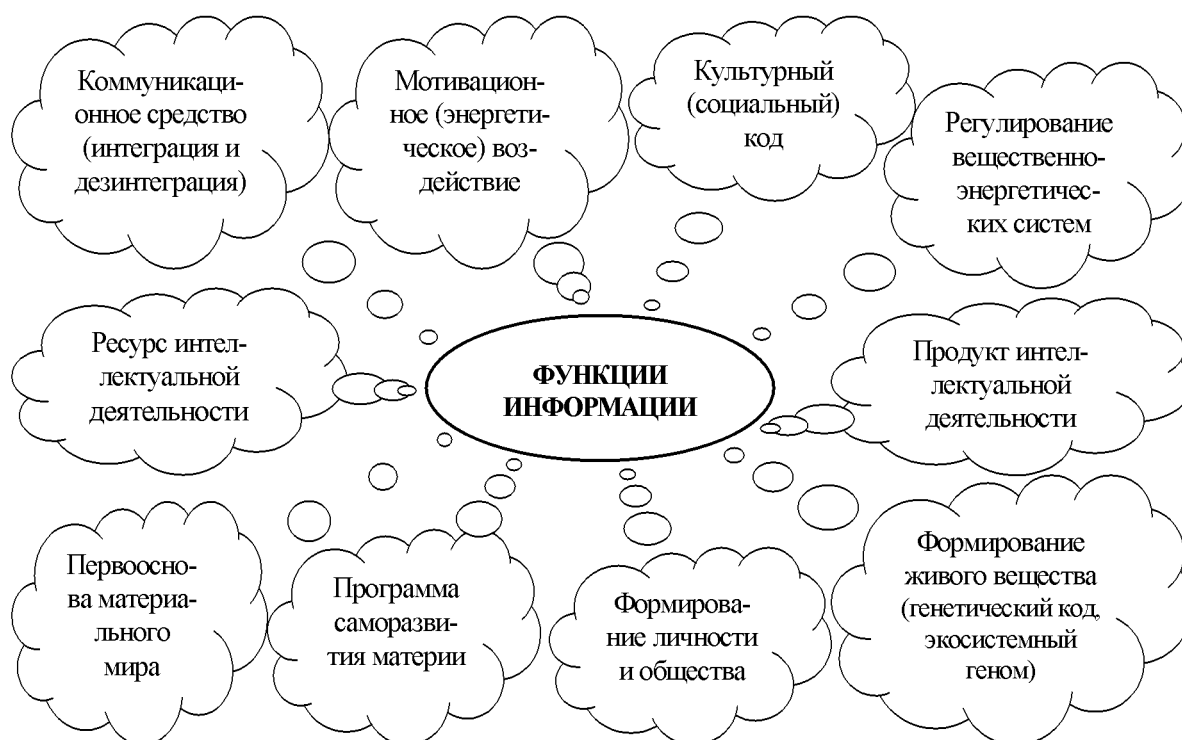 Коммуникаци-
онное средство
(интеграция и
дезинтеграция)
Мотивацион-
ное (энергети-
ческое) воз-
действие
Культурный
(социальный)
код
Регулирование
вещественно-
энергетичес-
ких систем
Ресурс интел-
лектуальной
деятельности
ФУНКЦИИ
ИНФОРМАЦИИ
Продукт интел-
лектуальной
деятельности
Первоосно-
ва матери-
ального
мира
Программа
саморазви-
тия материи
Формирова-
ние личности
и общества
Формирование
живого вещества
(генетический код,
экосистемный
геном)